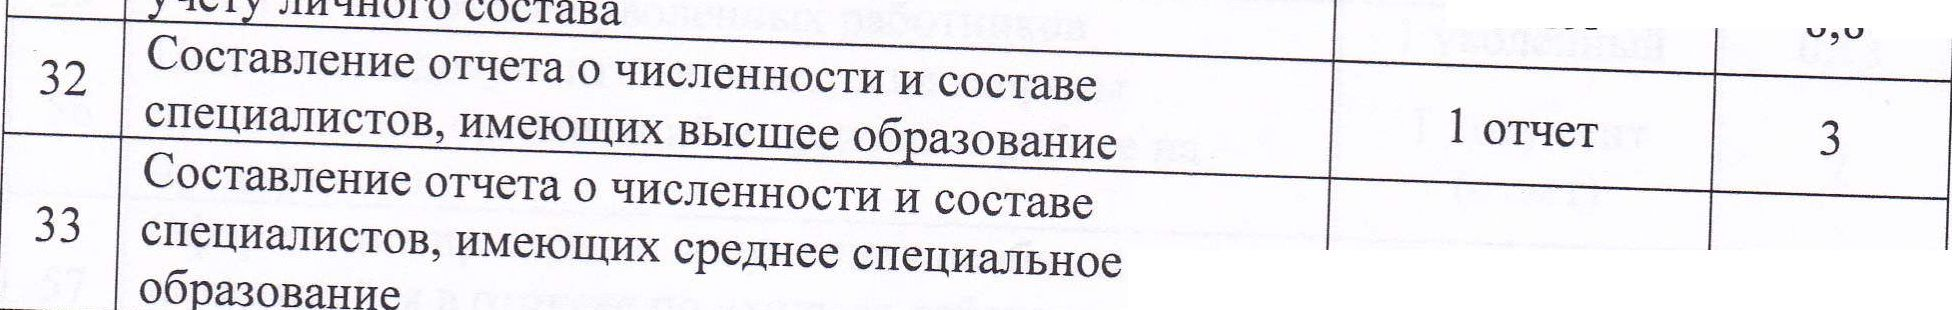 учету личного состава
32 Составление отчета о численности и составе
специалистов, имеющих высшее образование 1 отчет 3
33 Составление отчета о численности и составе
специалистов, имеющих среднее специальное
образование